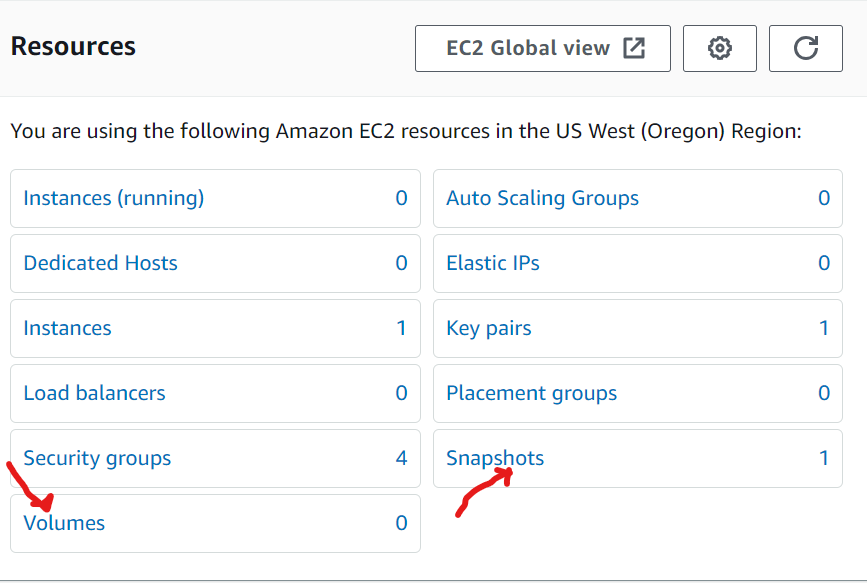 Resources
EC2 Global view
You are using the following Amazon EC2 resources in the US West (Oregon) Region:
Instances (running) 0
Auto Scaling Groups 0
Dedicated Hosts 0
Elastic IPs 0
Instances 1
Key pairs 1
Load balancers 0
Placement groups 0
Security groups 4
Snapshots 1
Volumes 0